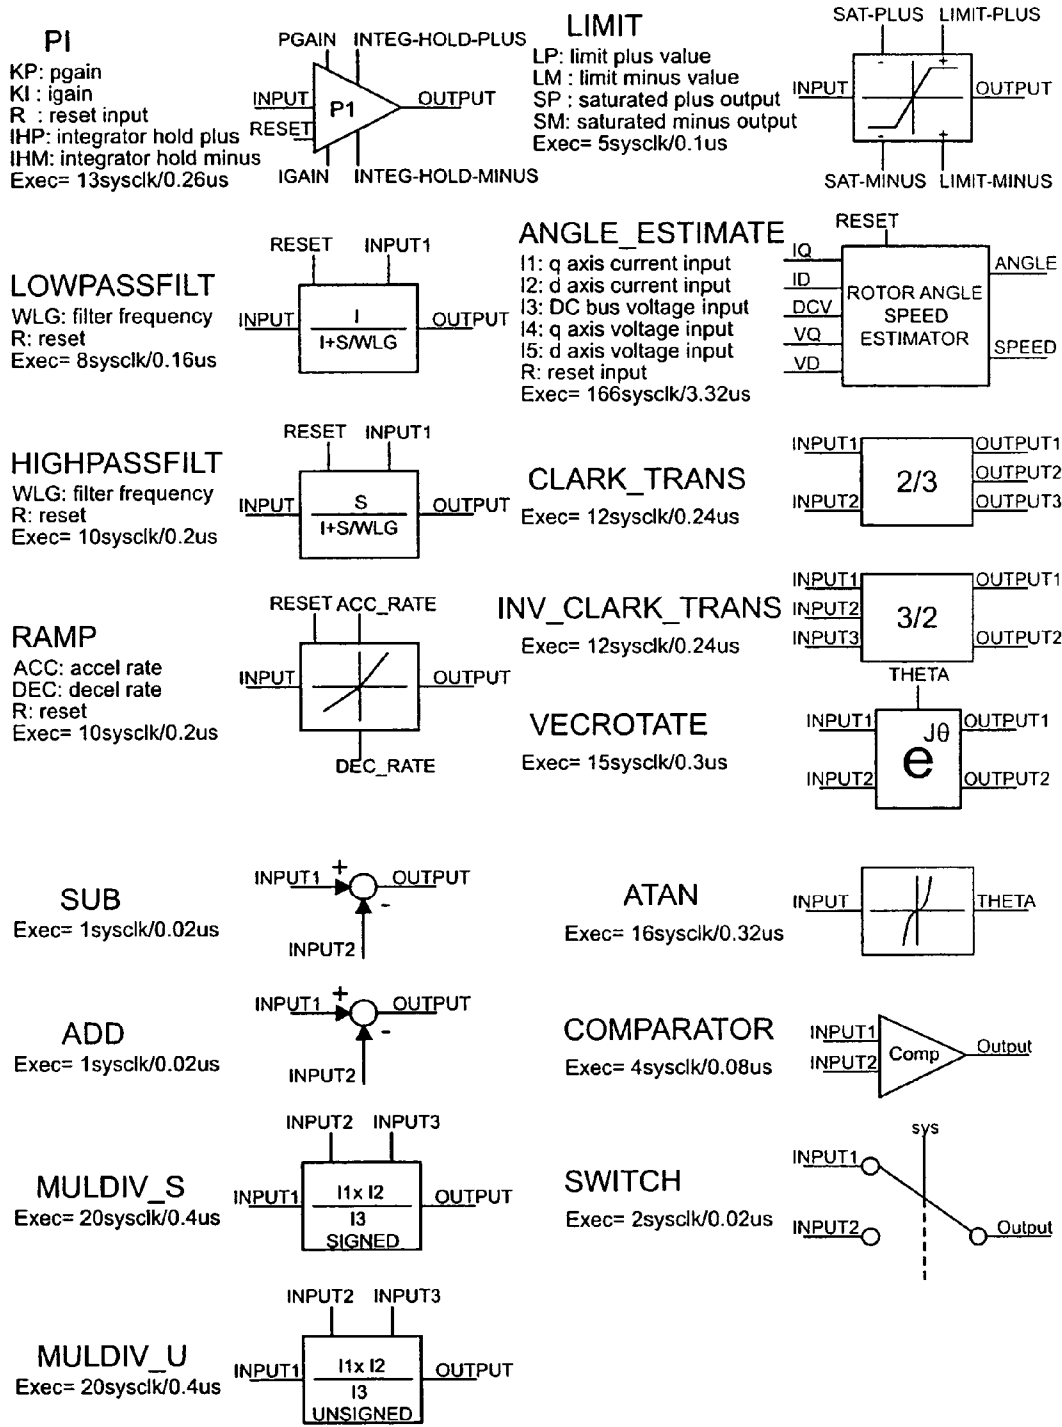 PI
KP: pgain
KI : igain
R : reset input
IHP: integrator hold plus
IHM: integrator hold minus
Exec= 13sysclk/0.26us
PGAIN
INTEG-HOLD-PLUS
INPUT
P1
OUTPUT
RESET
IGAIN
INTEG-HOLD-MINUS
LIMIT
LP: limit plus value
LM : limit minus value
SP : saturated plus output
SM: saturated minus output
Exec= 5sysclk/0.1us
SAT-PLUS
LIMIT-PLUS
- +
INPUT
OUTPUT
- +
SAT-MINUS
LIMIT-MINUS
LOWPASSFILT
WLG: filter frequency
R: reset
Exec= 8sysclk/0.16us
RESET
INPUT1
INPUT
I
I+S/WLG
OUTPUT
ANGLE_ESTIMATE
I1: q axis current input
I2: d axis current input
I3: DC bus voltage input
I4: q axis voltage input
I5: d axis voltage input
R: reset input
Exec= 166sysclk/3.32us
RESET
IQ
ID
DCV
VQ
VD
ROTOR ANGLE
SPEED
ESTIMATOR
ANGLE
SPEED
HIGHPASSFILT
WLG: filter frequency
R: reset
Exec= 10sysclk/0.2us
RESET
INPUT1
INPUT
S
I+S/WLG
OUTPUT
CLARK_TRANS
Exec= 12sysclk/0.24us
INPUT1
INPUT2
2/3
OUTPUT1
OUTPUT2
OUTPUT3
RAMP
ACC: accel rate
DEC: decel rate
R: reset
Exec= 10sysclk/0.2us
RESET
ACC_RATE
INPUT
OUTPUT
DEC_RATE
INV_CLARK_TRANS
Exec= 12sysclk/0.24us
INPUT1
INPUT2
INPUT3
3/2
OUTPUT1
OUTPUT2
VECROTATE
Exec= 15sysclk/0.3us
THETA
INPUT1
INPUT2
e Jθ
OUTPUT1
OUTPUT2
SUB
Exec= 1sysclk/0.02us
INPUT1
+
OUTPUT
-
INPUT2
ATAN
Exec= 16sysclk/0.32us
INPUT
THETA
ADD
Exec= 1sysclk/0.02us
INPUT1
+
OUTPUT
-
INPUT2
COMPARATOR
Exec= 4sysclk/0.08us
INPUT1
INPUT2
Comp
Output
MULDIV_S
Exec= 20sysclk/0.4us
INPUT2
INPUT3
INPUT1
I1x I2
I3
SIGNED
OUTPUT
SWITCH
Exec= 2sysclk/0.02us
sys
INPUT1
INPUT2
Output
MULDIV_U
Exec= 20sysclk/0.4us
INPUT2
INPUT3
INPUT1
I1x I2
I3
UNSIGNED
OUTPUT